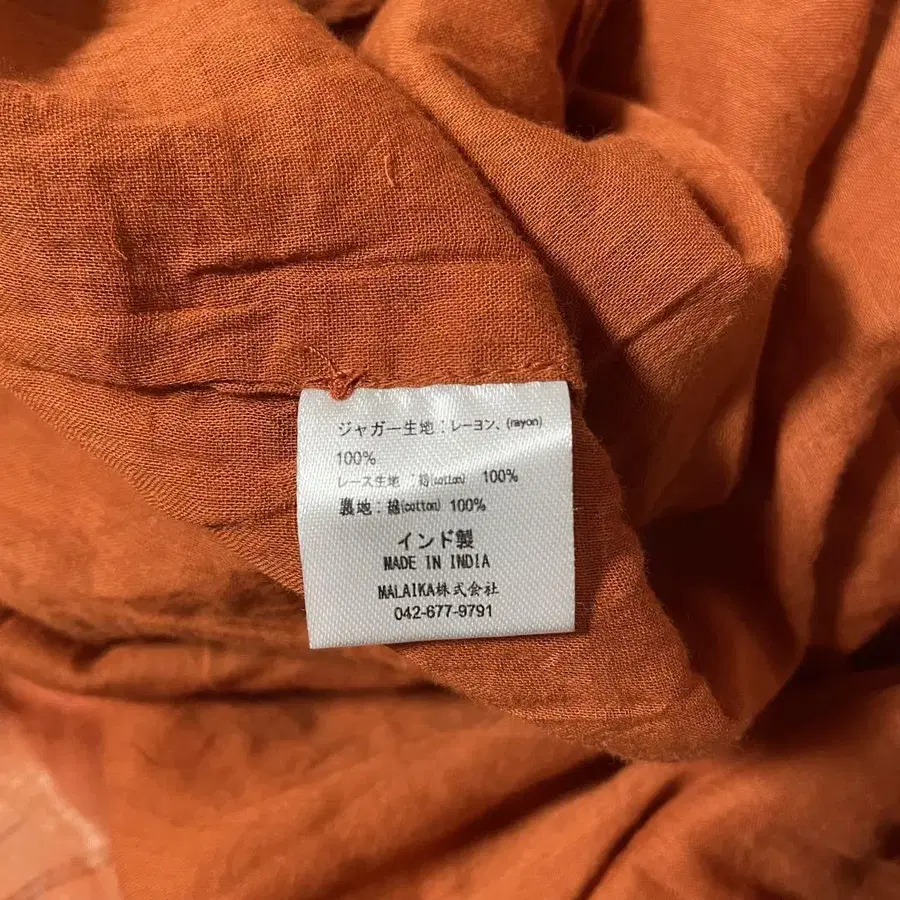 ジャガー生地：レーヨン、(rayon)
100%
レース生地 ：綿(cotton) 100%
裏地：綿(cotton) 100%
インド製
MADE IN INDIA
MALAIKA株式会社
042-677-9791